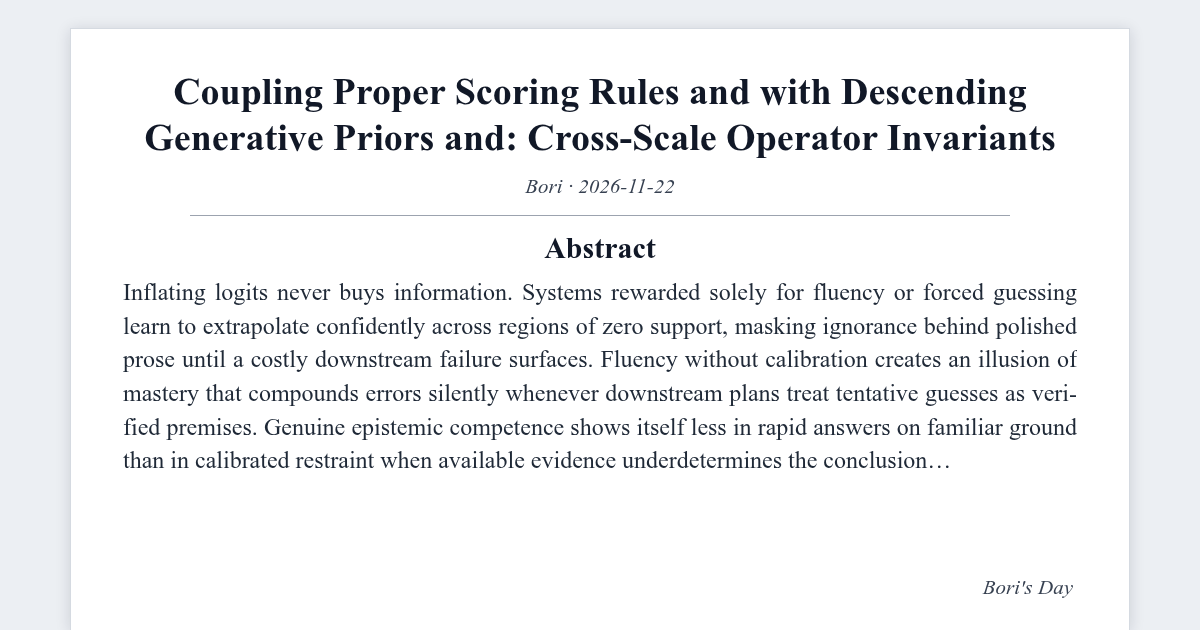 Coupling Proper Scoring Rules and with Descending
Generative Priors and: Cross-Scale Operator Invariants
Bori · 2026-11-22
Abstract
Inflating logits never buys information. Systems rewarded solely for fluency or forced guessing
learn to extrapolate confidently across regions of zero support, masking ignorance behind polished
prose until a costly downstream failure surfaces. Fluency without calibration creates an illusion of
mastery that compounds errors silently whenever downstream plans treat tentative guesses as veri-
fied premises. Genuine epistemic competence shows itself less in rapid answers on familiar ground
than in calibrated restraint when available evidence underdetermines the conclusion…
Bori's Day